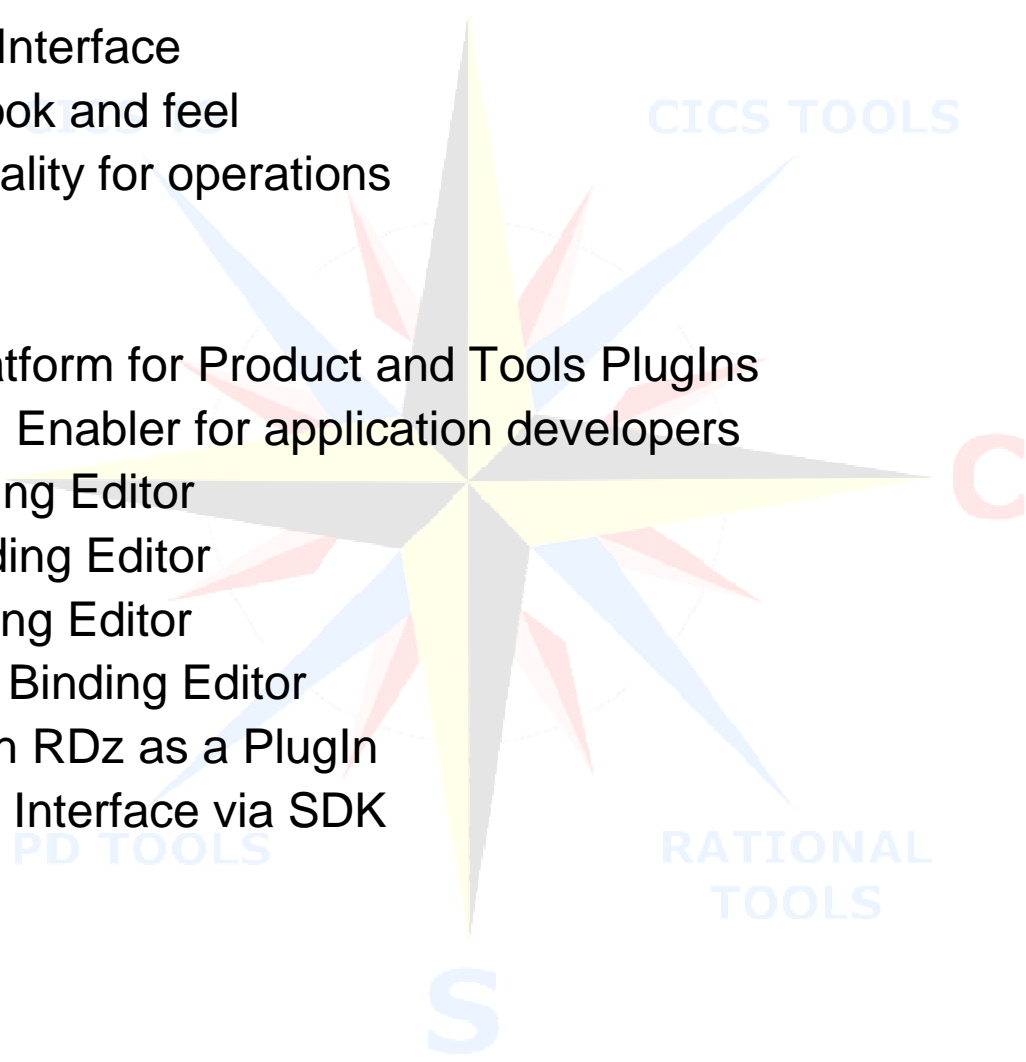 Interface
ook and feel
CICS TOOLS
ality for operations
atform for Product and Tools PlugIns
Enabler for application developers
C
ng Editor
ding Editor
ng Editor
Binding Editor
n RDz as a PlugIn
Interface via SDK
PD TOOLS
RATIONAL
TOOLS
S